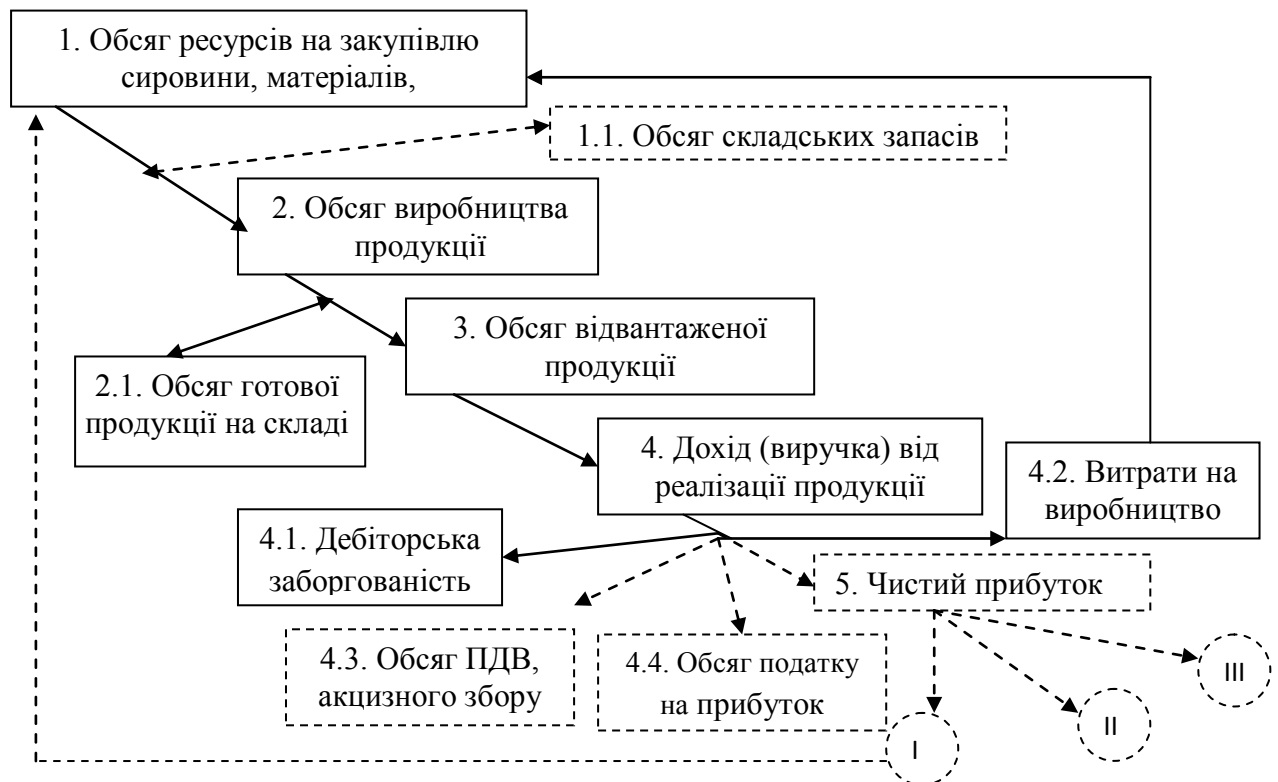 1. Обсяг ресурсів на закупівлю
сировини, матеріалів,
1.1. Обсяг складських запасів
2. Обсяг виробництва
продукції
3. Обсяг відвантаженої
продукції
2.1. Обсяг готової
продукції на складі
4. Дохід (виручка) від
реалізації продукції
4.2. Витрати на
виробництво
4.1. Дебіторська
заборгованість
5. Чистий прибуток
4.3. Обсяг ПДВ,
акцизного збору
4.4. Обсяг податку
на прибуток
I
II
III